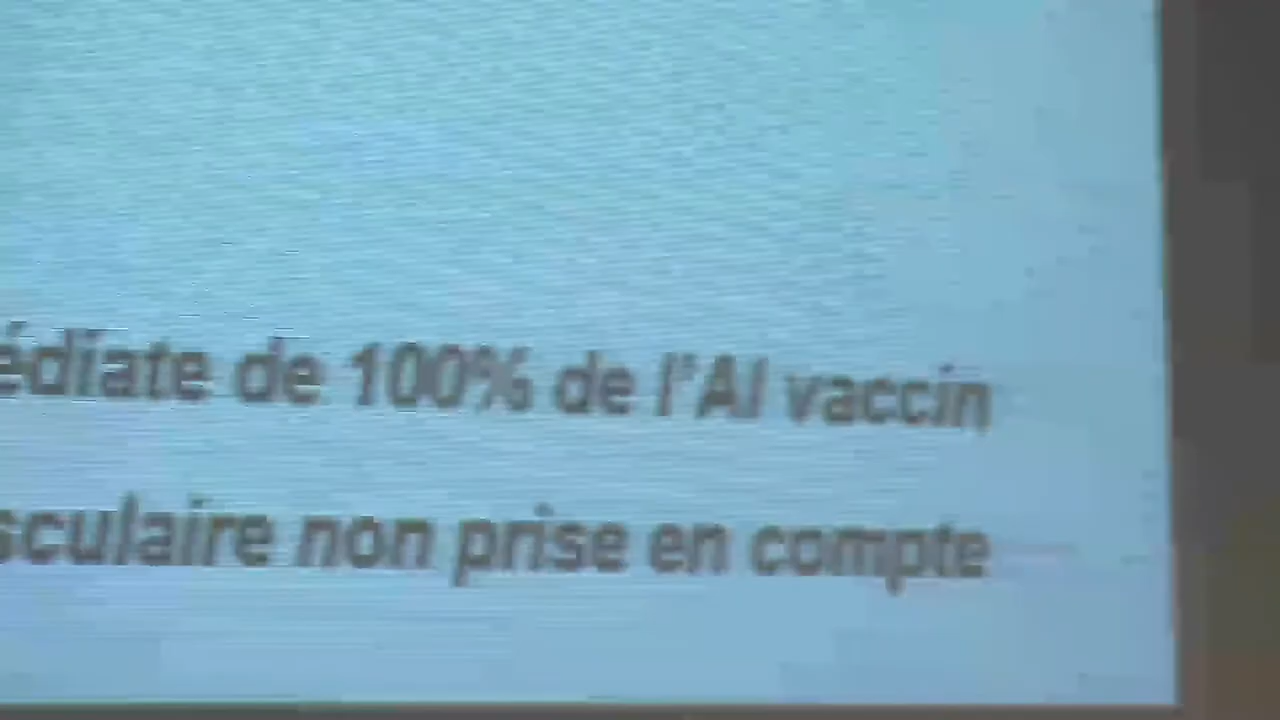 édiate de 100% de l'Al vaccin
sculaire non prise en compte